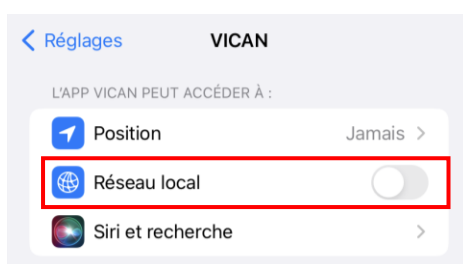 Réglages VICAN
L'APP VICAN PEUT ACCÉDER À :
Position Jamais
Réseau local
Siri et recherche